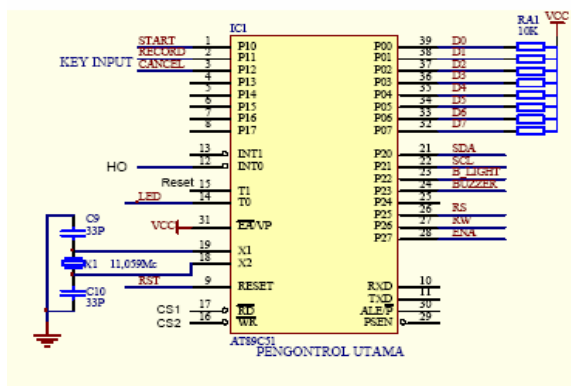 IC1
RA1
VCC
10K
START 1 P10 P00 39 D0
RECORD 2 P11 P01 38 D1
KEY INPUT
CANCEL 3 P12 P02 37 D2
4 P13 P03 36 D3
5 P14 P04 35 D4
6 P15 P05 34 D5
7 P16 P06 33 D6
8 P17 P07 32 D7
13 INT1 P20 21 SDA
HO 12 INT0 P21 22 SCL
P22 23 B_LIGHT
Reset 15 T1 P23 24 BUZZER
LED 14 T0 P24 25
P25 26 RS
VCC 31 EA/VP P26 27 RW
P27 28 ENA
C9
33P
19 X1
X1 11,059Mc 18 X2
RST 9 RESET RXD 10
C10
33P
TXD 11
CS1 17 RD ALE/P 30
CS2 16 WR PSEN 29
AT89C51
PENGONTROL UTAMA